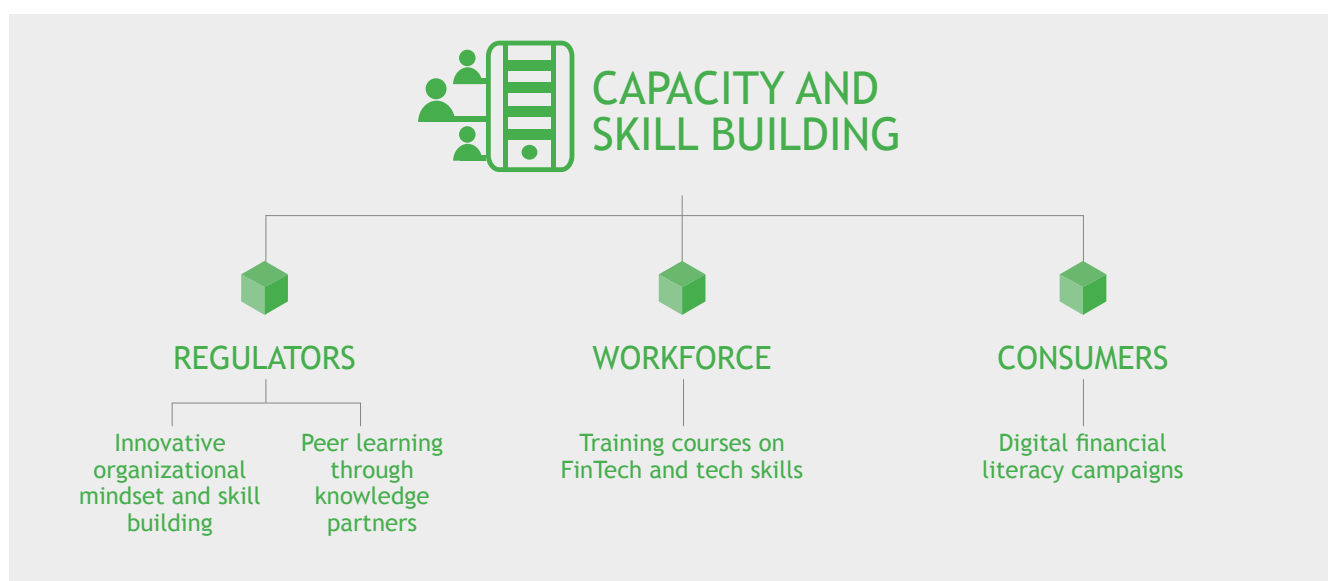 CAPACITY AND
SKILL BUILDING
REGULATORS
WORKFORCE
CONSUMERS
Innovative
organizational
mindset and skill
building
Peer learning
through
knowledge
partners
Training courses on
FinTech and tech skills
Digital financial
literacy campaigns